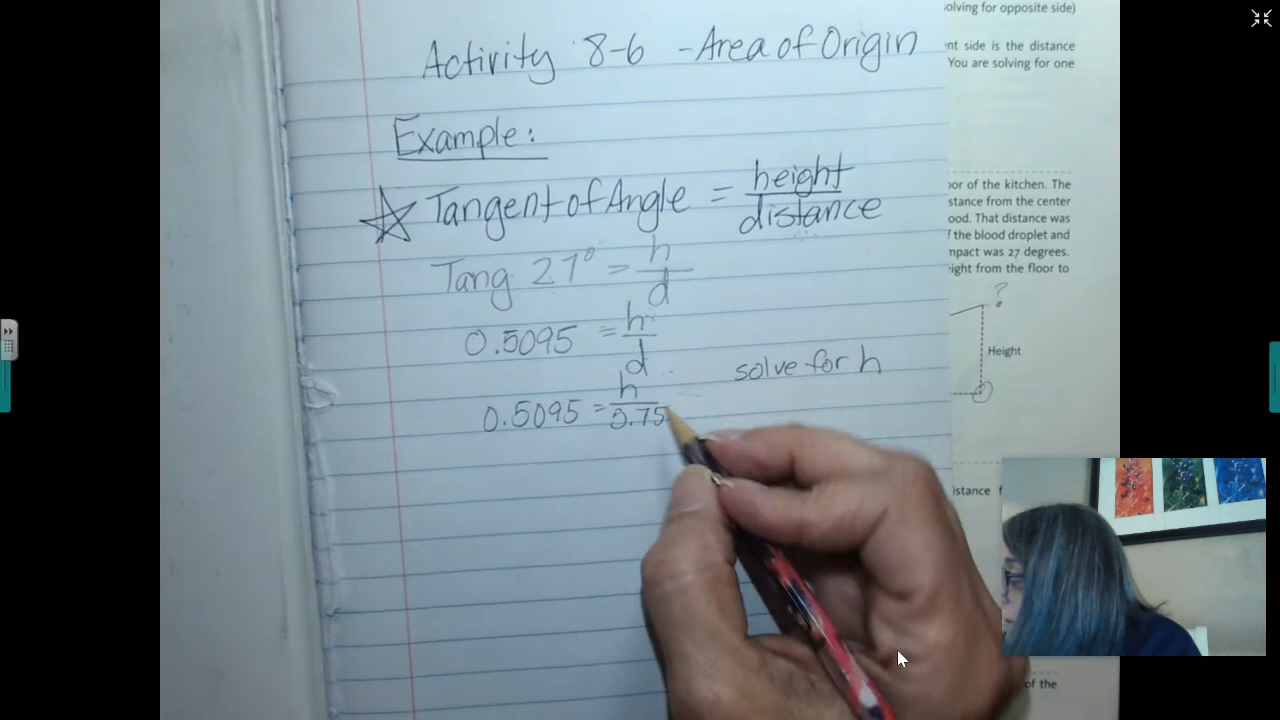 Activity 8-6 - Area of Origin
Example:
Tangent of Angle = height
distance
Tang 27° = h
d
0.5095 = h
d
solve for h
0.5095 = h
5.75
olving for opposite side)
nt side is the distance
You are solving for one
or of the kitchen. The
stance from the center
ood. That distance was
f the blood droplet and
mpact was 27 degrees.
ight from the floor to
?
Height
istance f
of the